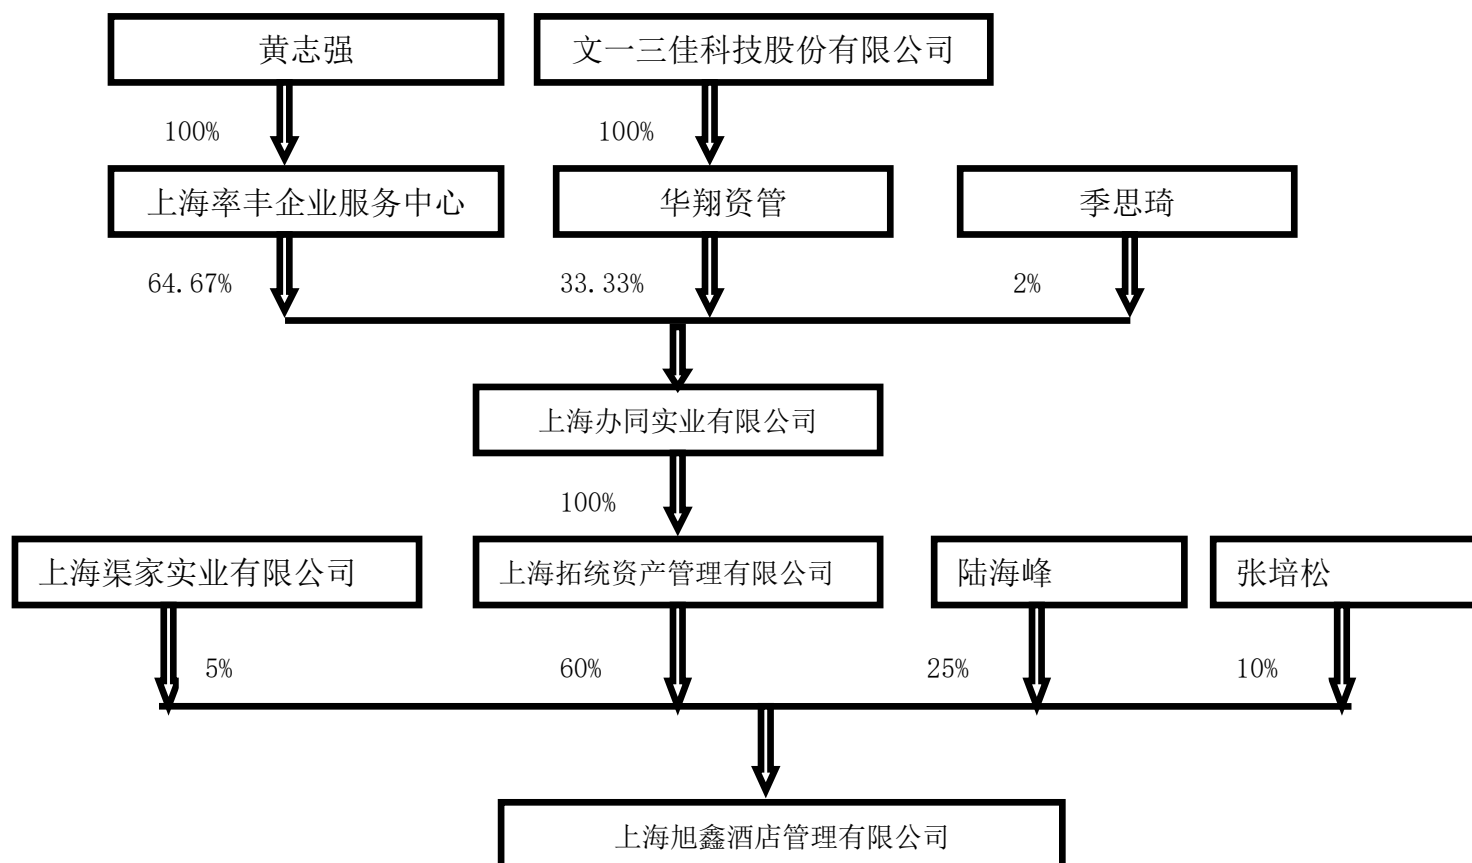 黄志强
文一三佳科技股份有限公司
100%
100%
上海率丰企业服务中心
华翔资管
季思琦
64.67%
33.33%
2%
上海办同实业有限公司
100%
上海渠家实业有限公司
上海拓统资产管理有限公司
陆海峰
张培松
5%
60%
25%
10%
上海旭鑫酒店管理有限公司